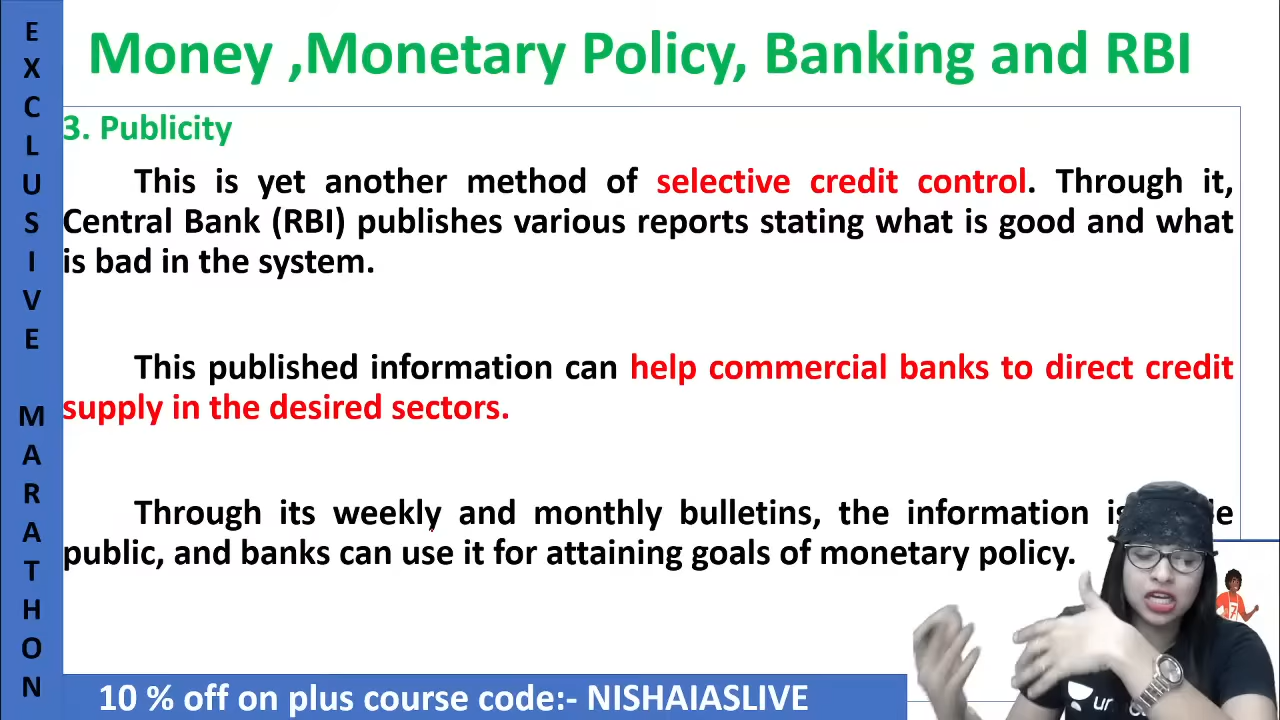 Money ,Monetary Policy, Banking and RBI
EXCLUSIVE MARATHON
3. Publicity
This is yet another method of selective credit control. Through it,
Central Bank (RBI) publishes various reports stating what is good and what
is bad in the system.
This published information can help commercial banks to direct credit
supply in the desired sectors.
Through its weekly and monthly bulletins, the information is
public, and banks can use it for attaining goals of monetary policy.
10 % off on plus course code:- NISHAIASLIVE